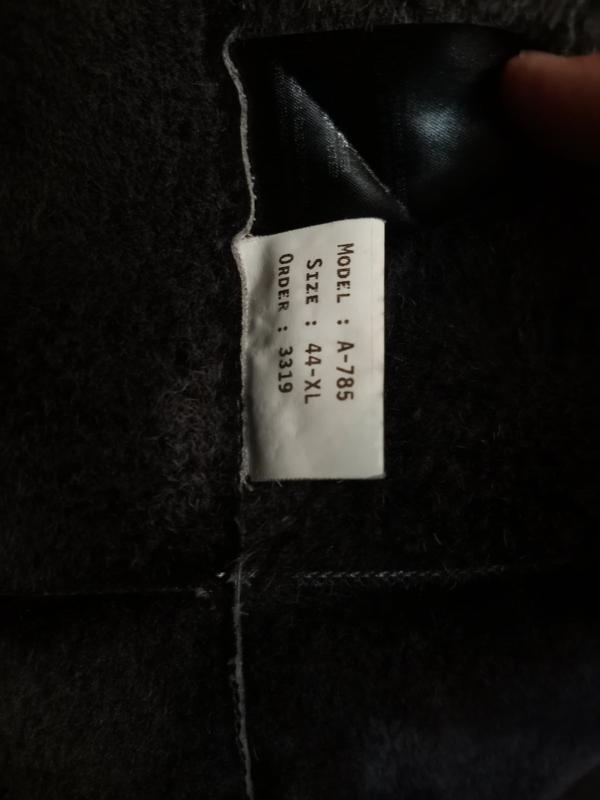 MODEL : A-785
SIZE : 44-XL
ORDER : 3319